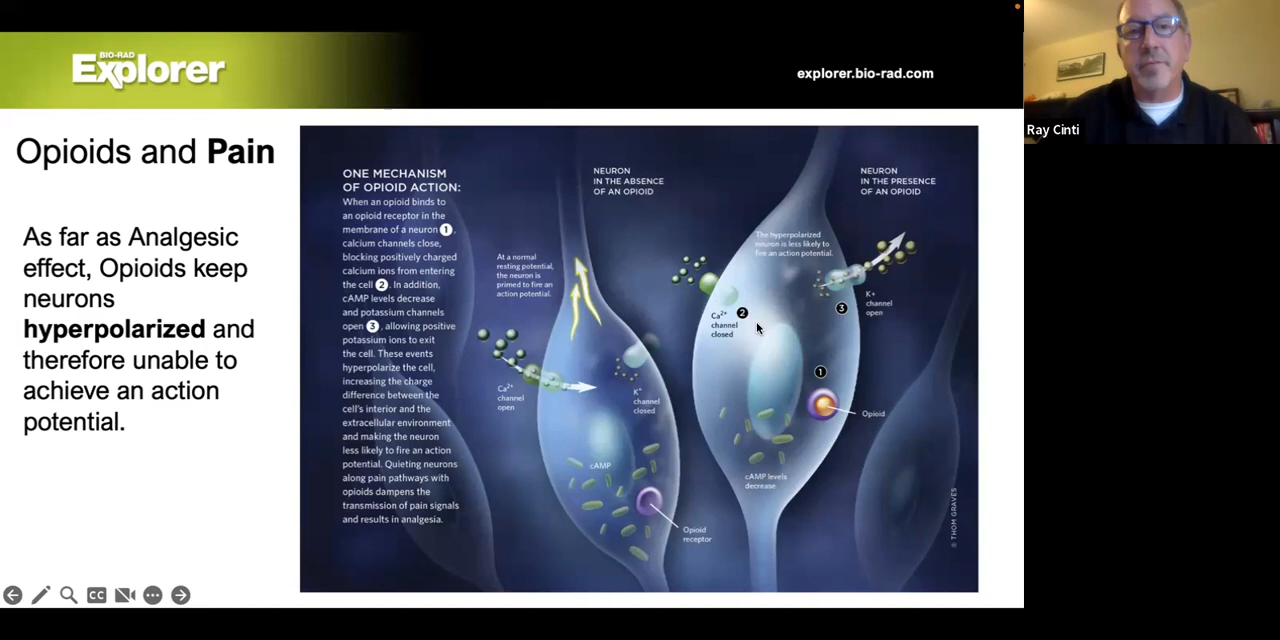 BIO-RAD
Explorer
explorer.bio-rad.com
Ray Cinti
Opioids and Pain
As far as Analgesic
effect, Opioids keep
neurons
hyperpolarized and
therefore unable to
achieve an action
potential.
ONE MECHANISM
OF OPIOID ACTION:
When an opioid binds to
an opioid receptor in the
membrane of a neuron 1,
calcium channels close,
blocking positively charged
calcium ions from entering
the cell 2. In addition,
cAMP levels decrease
and potassium channels
open 3, allowing positive
potassium ions to exit
the cell. These events
hyperpolarize the cell,
increasing the charge
difference between the
cell's interior and the
extracellular environment
and making the neuron
less likely to fire an action
potential. Quieting neurons
along pain pathways with
opioids dampens the
transmission of pain signals
and results in analgesia.
NEURON
IN THE ABSENCE
OF AN OPIOID
At a normal
resting potential,
the neuron is
primed to fire an
action potential.
Ca2+
channel
open
K+
channel
closed
cAMP
Opioid
receptor
NEURON
IN THE PRESENCE
OF AN OPIOID
The hyperpolarized
neuron is less likely to
fire an action potential.
Ca2+
channel
closed
2
3
K+
channel
open
1
Opioid
cAMP levels
decrease
© THOM GRAVES
CC